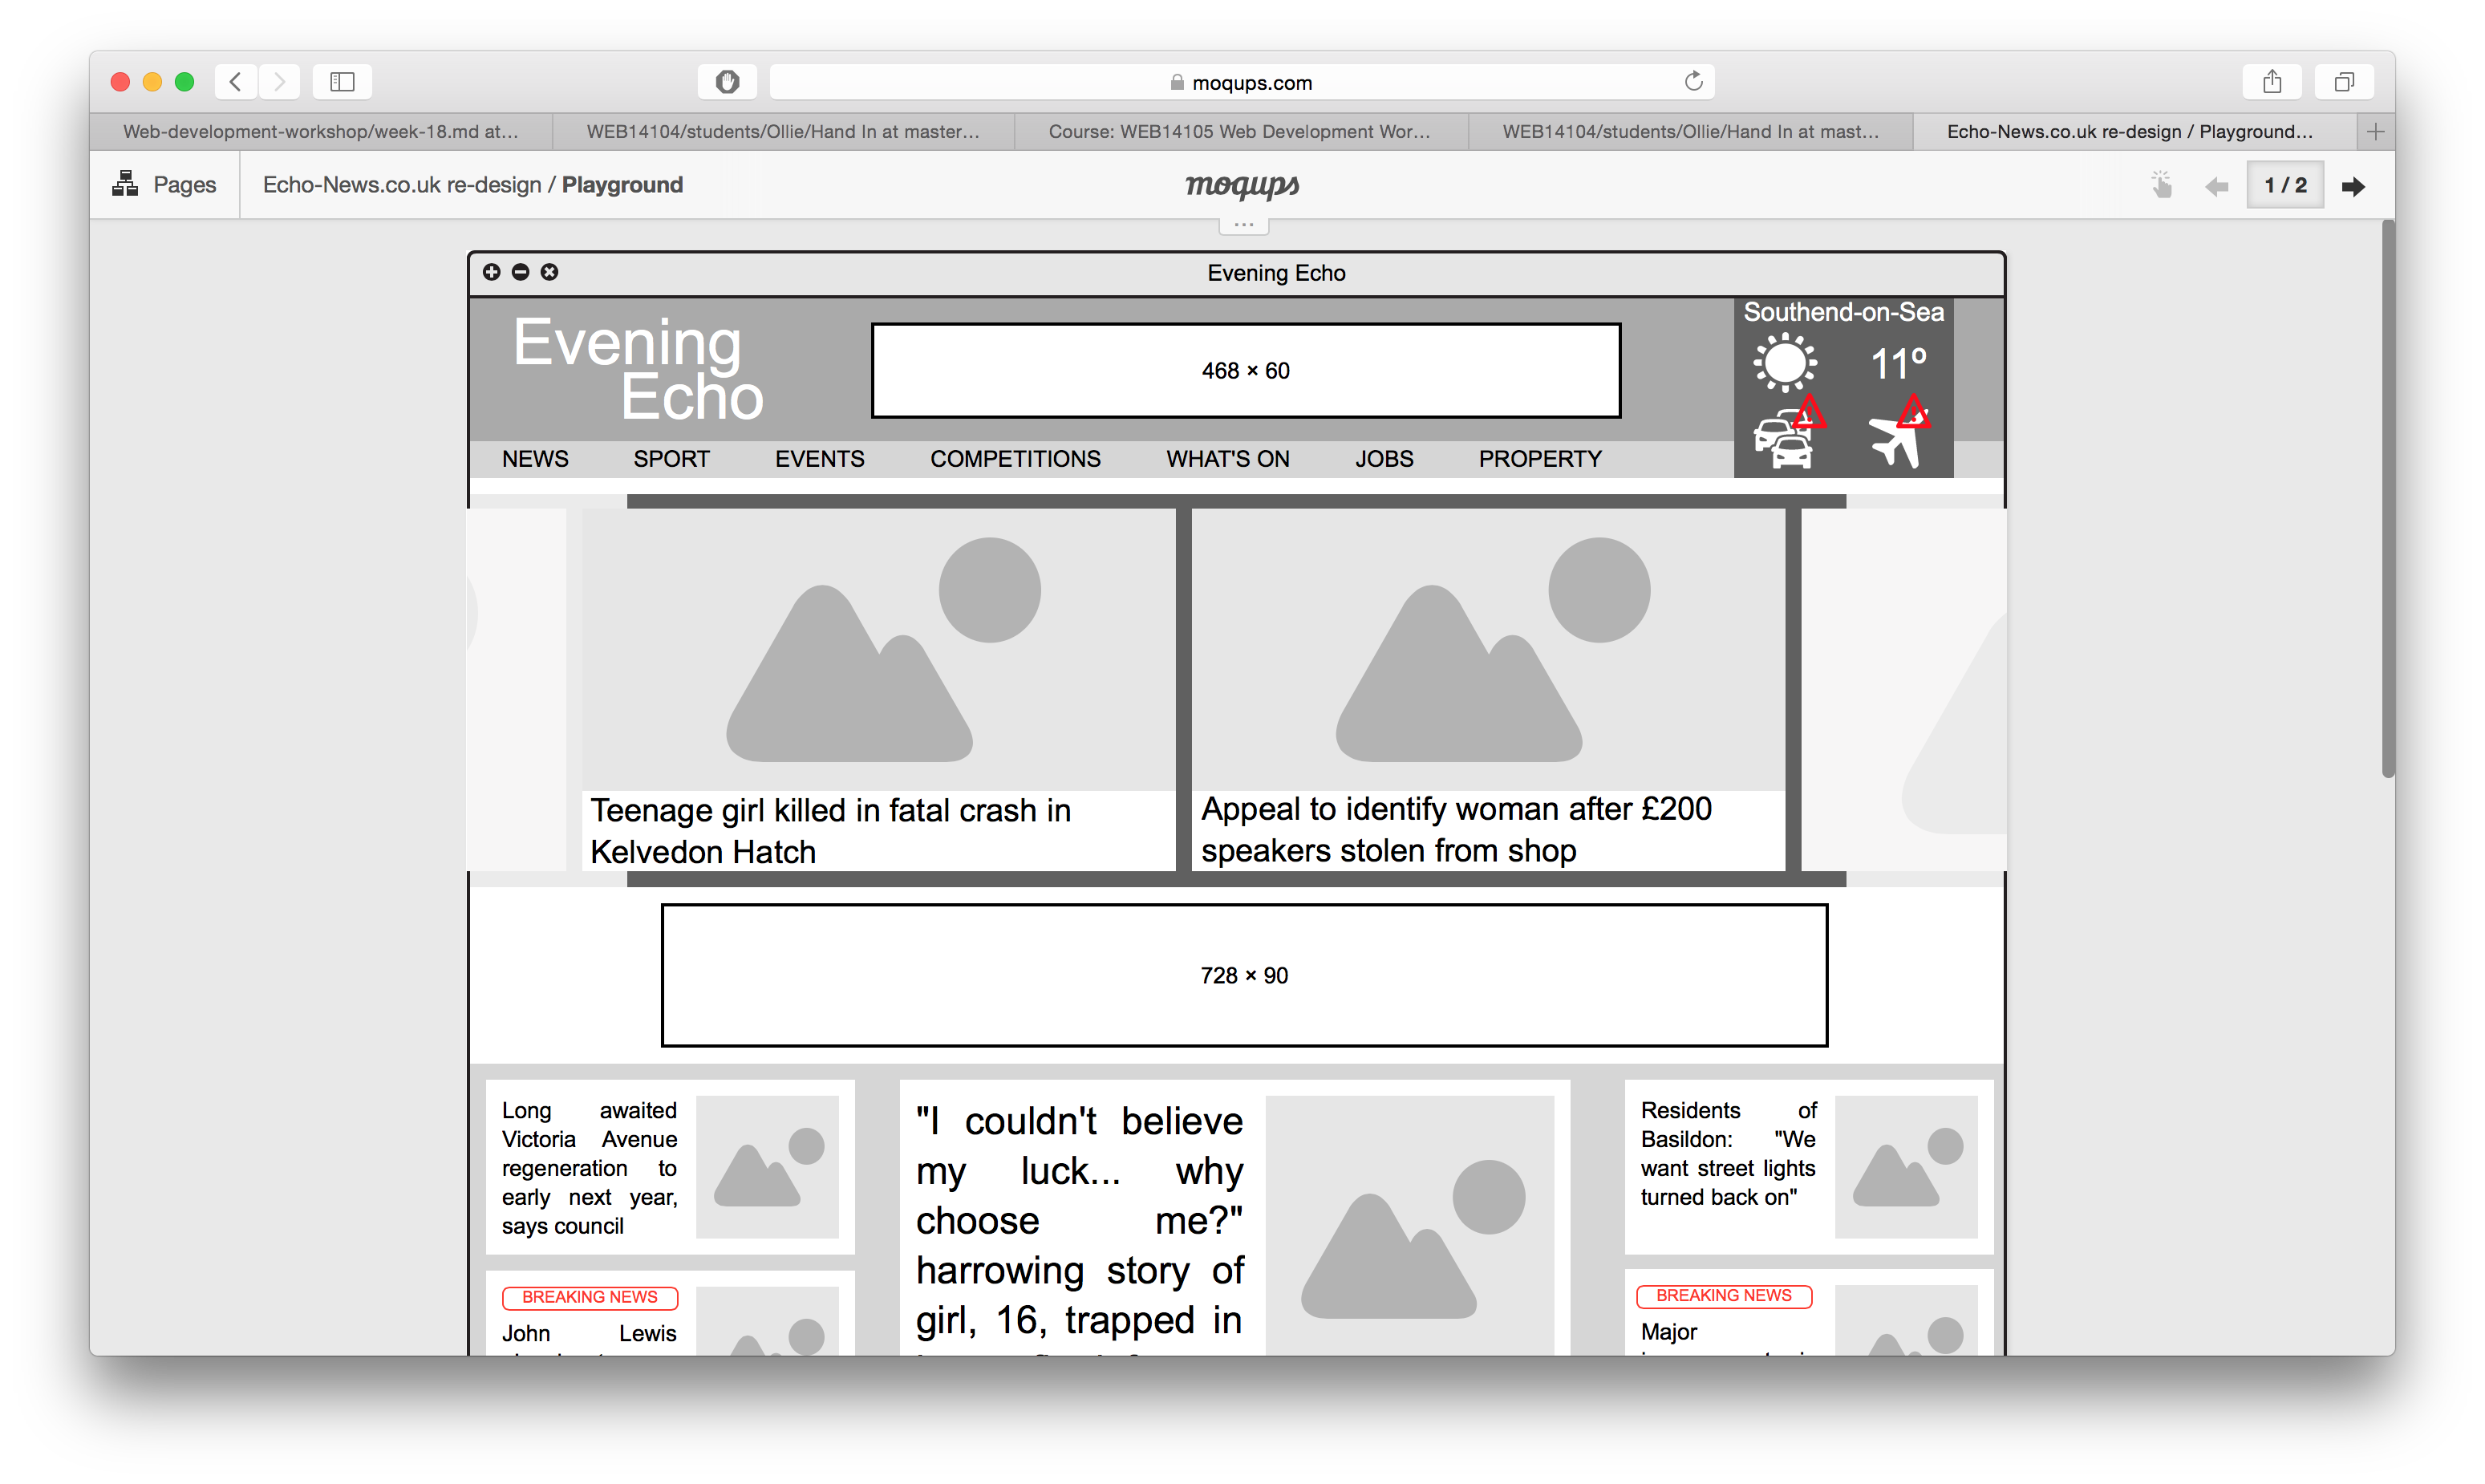 moqups.com
Web-development-workshop/week-18.md at...
WEB14104/students/Ollie/Hand In at master...
Course: WEB14105 Web Development Wor...
WEB14104/students/Ollie/Hand In at mast...
Echo-News.co.uk re-design / Playground...
Pages
Echo-News.co.uk re-design / Playground
moqups
1 / 2
...
Evening Echo
Evening
Echo
468 × 60
Southend-on-Sea
11º
NEWS
SPORT
EVENTS
COMPETITIONS
WHAT'S ON
JOBS
PROPERTY
Teenage girl killed in fatal crash in
Kelvedon Hatch
Appeal to identify woman after £200
speakers stolen from shop
728 × 90
Long awaited
Victoria Avenue
regeneration to
early next year,
says council
BREAKING NEWS
John Lewis
"I couldn't believe
my luck... why
choose me?"
harrowing story of
girl, 16, trapped in
Residents of
Basildon: "We
want street lights
turned back on"
BREAKING NEWS
Major